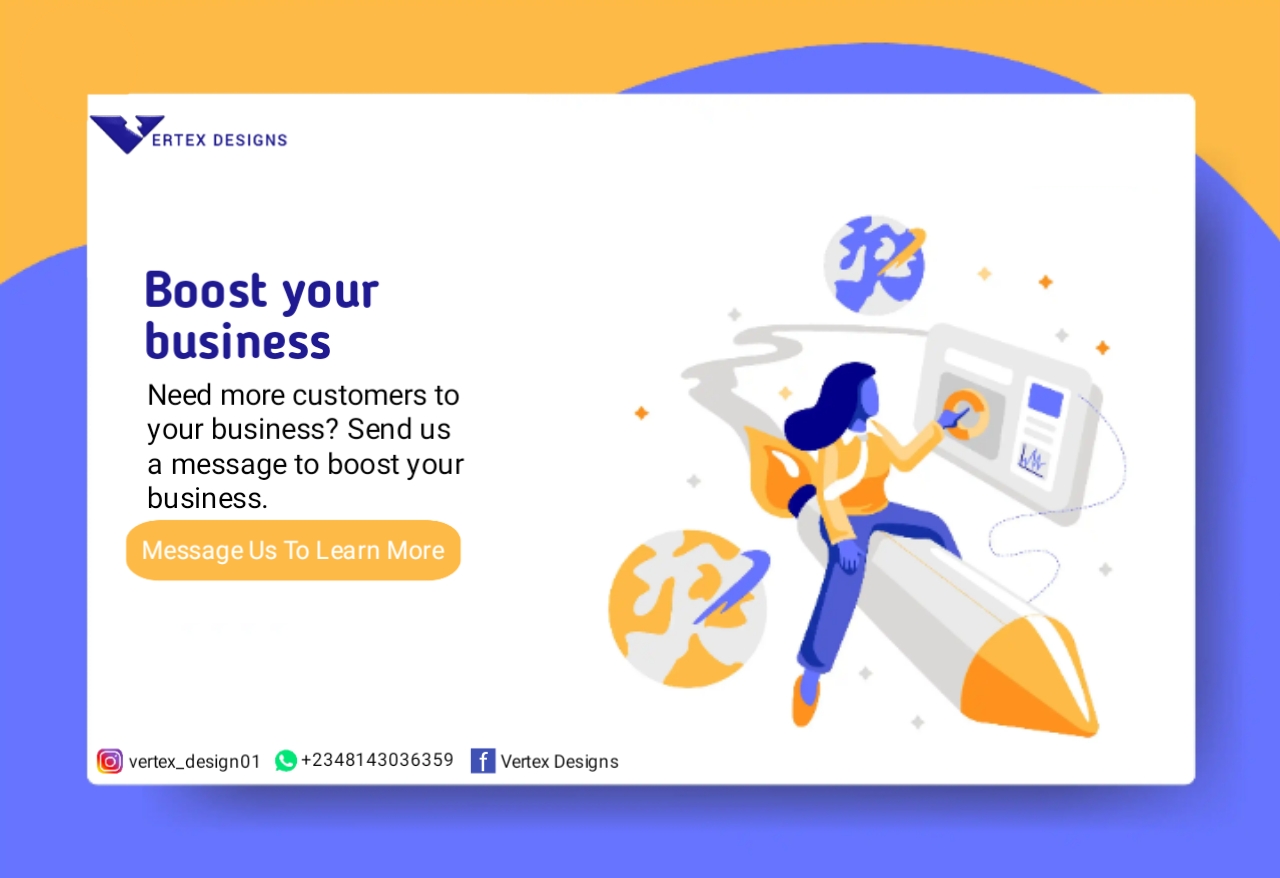 VERTEX DESIGNS
Boost your
business
Need more customers to
your business? Send us
a message to boost your
business.
Message Us To Learn More
vertex_design01 +2348143036359 f Vertex Designs